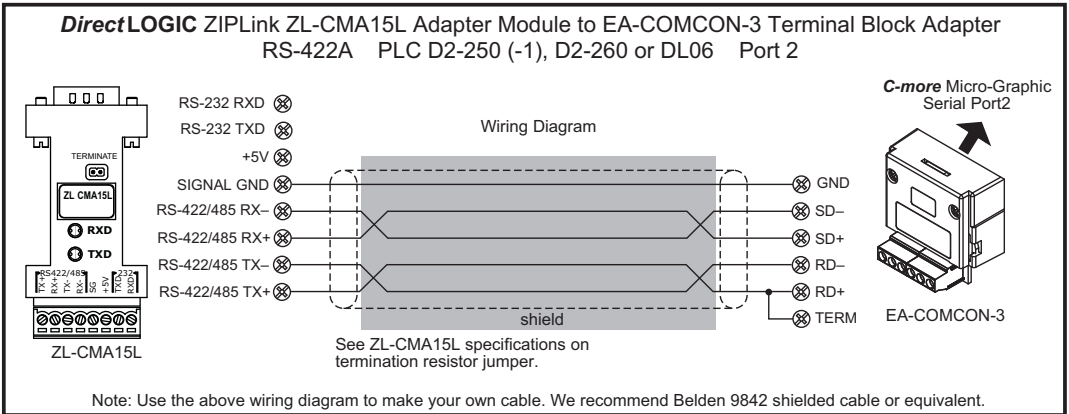 DirectLOGIC ZIPLink ZL-CMA15L Adapter Module to EA-COMCON-3 Terminal Block Adapter
RS-422A PLC D2-250 (-1), D2-260 or DL06 Port 2
C-more Micro-Graphic
Serial Port2
RS-232 RXD
RS-232 TXD
+5V
SIGNAL GND
RS-422/485 RX–
RS-422/485 RX+
RS-422/485 TX–
RS-422/485 TX+
Wiring Diagram
shield
GND
SD–
SD+
RD–
RD+
TERM
EA-COMCON-3
TERMINATE
ZL CMA15L
RXD
TXD
RS422/485
232
TX+
RX+
TX-
RX-
SG
+5V
TXD
RXD
ZL-CMA15L
See ZL-CMA15L specifications on
termination resistor jumper.
Note: Use the above wiring diagram to make your own cable. We recommend Belden 9842 shielded cable or equivalent.